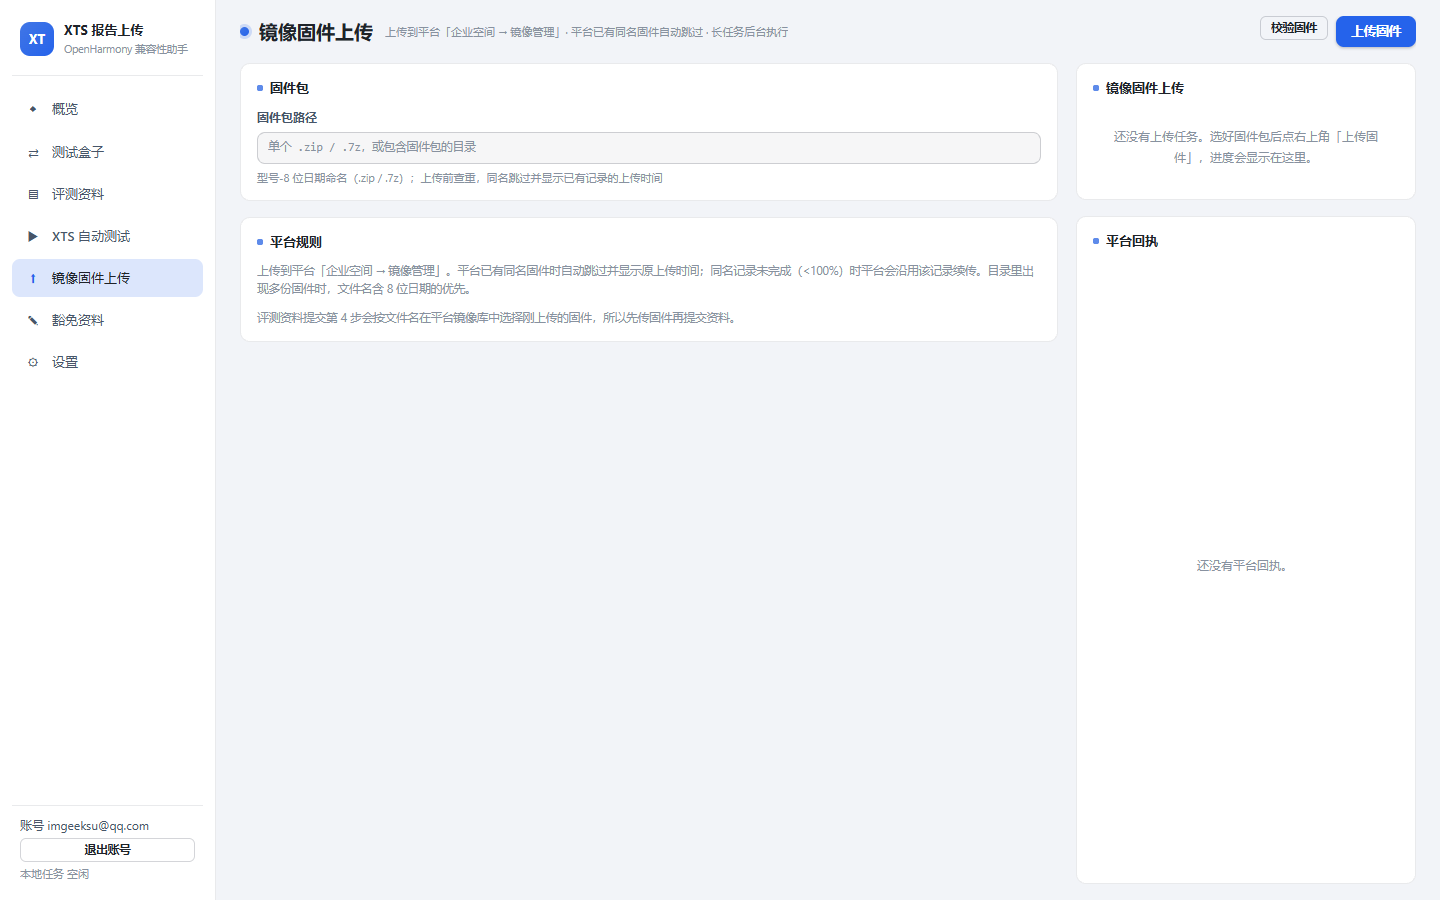 XT
XTS 报告上传
OpenHarmony 兼容性助手
概览
测试盒子
评测资料
XTS 自动测试
镜像固件上传
豁免资料
设置
账号 imgeeksu@qq.com
退出账号
本地任务 空闲
镜像固件上传
上传到平台「企业空间 → 镜像管理」· 平台已有同名固件自动跳过 · 长任务后台执行
校验固件
上传固件
固件包
固件包路径
单个 .zip / .7z，或包含固件包的目录
型号-8 位日期命名（.zip / .7z）；上传前查重，同名跳过并显示已有记录的上传时间
平台规则
上传到平台「企业空间 → 镜像管理」。平台已有同名固件时自动跳过并显示原上传时间；同名记录未完成（<100%）时平台会沿用该记录续传。目录里出
现多份固件时，文件名含 8 位日期的优先。
评测资料提交第 4 步会按文件名在平台镜像库中选择刚上传的固件，所以先传固件再提交资料。
镜像固件上传
还没有上传任务。选好固件包后点右上角「上传固
件」，进度会显示在这里。
平台回执
还没有平台回执。